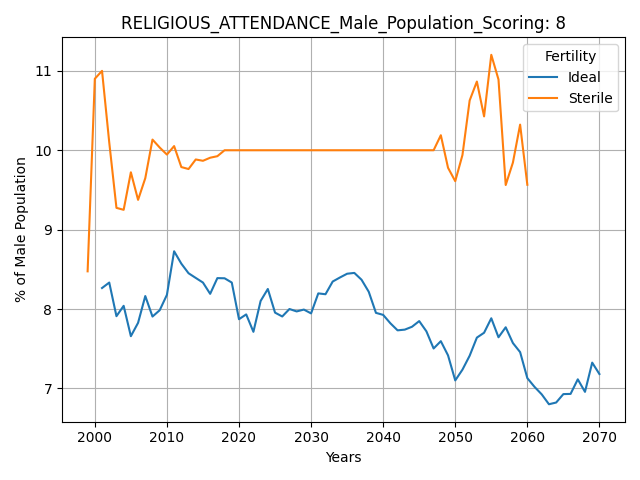 RELIGIOUS_ATTENDANCE_Male_Population_Scoring: 8
Fertility
Ideal
Sterile
% of Male Population
11
10
9
8
7
2000 2010 2020 2030 2040 2050 2060 2070
Years